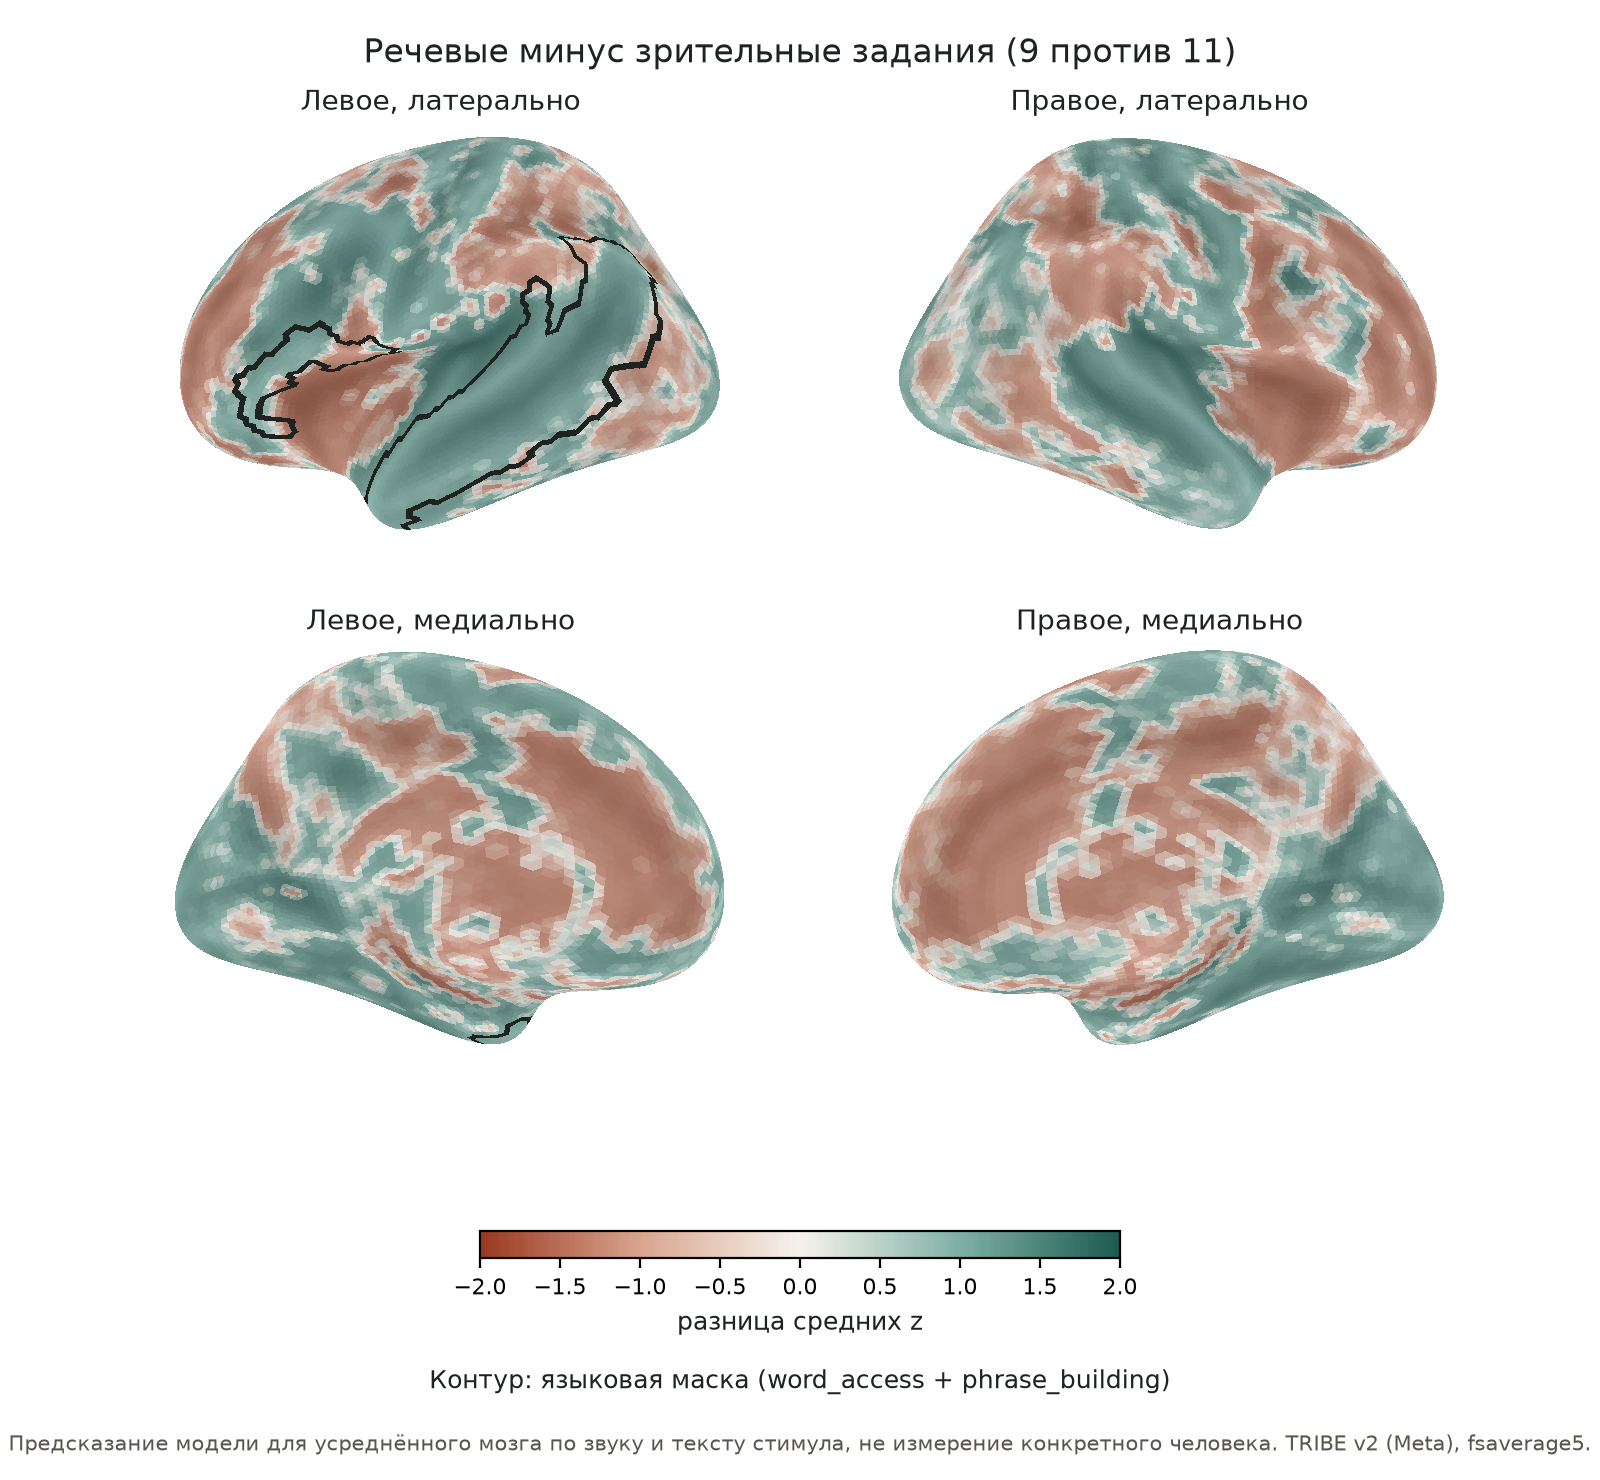 Речевые минус зрительные задания (9 против 11)
Левое, латерально
Правое, латерально
Левое, медиально
Правое, медиально
−2.0 −1.5 −1.0 −0.5 0.0 0.5 1.0 1.5 2.0
разница средних z
Контур: языковая маска (word_access + phrase_building)
Предсказание модели для усреднённого мозга по звуку и тексту стимула, не измерение конкретного человека. TRIBE v2 (Meta), fsaverage5.